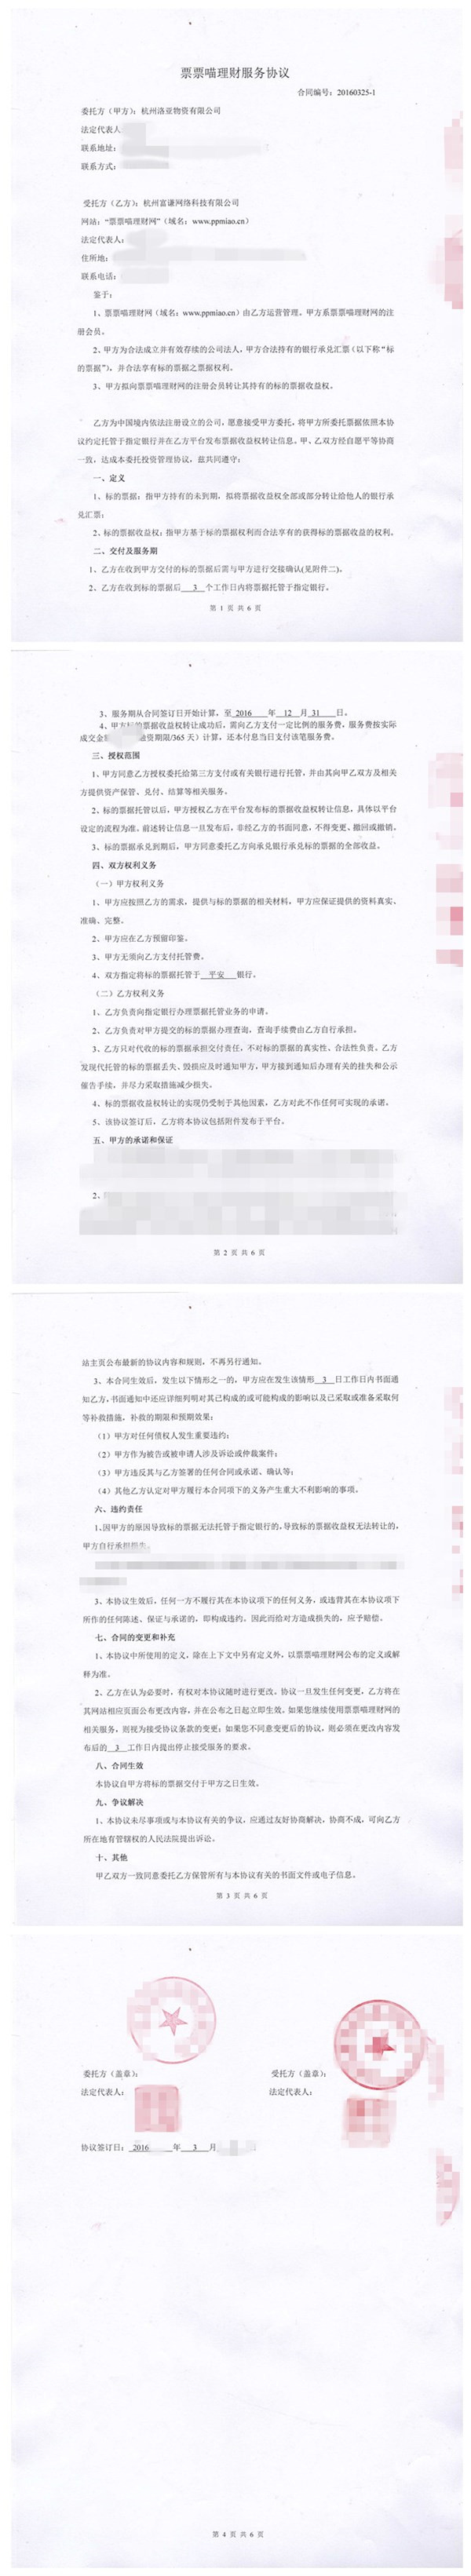 票票喵理财服务协议
合同编号：20160325-1
委托方（甲方）：杭州洛亚物资有限公司
法定代表人
联系地址：
联系方式：
受托方（乙方）：杭州富谦网络科技有限公司
网站：“票票喵理财网”（域名：www.ppmiao.cn）
法定代表人：
住所地：
联系电话：
鉴于：
1、票票喵理财网（域名：www.ppmiao.cn）由乙方运营管理。甲方系票票喵理财网的注
册会员。
2、甲方为合法成立并有效存续的公司法人，甲方合法持有的银行承兑汇票（以下称“标
的票据”），并合法享有标的票据之票据权利。
3、甲方拟向票票喵理财网的注册会员转让其持有的标的票据收益权。
乙方为中国境内依法注册设立的公司，愿意接受甲方委托，将甲方所委托票据依照本协
议约定托管于指定银行并在乙方平台发布票据收益权转让信息。甲、乙双方经自愿平等协商
一致，达成本委托投资管理协议，兹共同遵守：
一、定义
1、标的票据：指甲方持有的未到期，拟将票据收益权全部或部分转让给他人的银行承
兑汇票；
2、标的票据收益权：指甲方基于标的票据权利而合法享有的获得标的票据收益的权利。
二、交付及服务期
1、乙方在收到甲方交付的标的票据后需与甲方进行交接确认(见附件二)。
2、乙方在收到标的票据后 3 个工作日内将票据托管于指定银行。
第 1 页 共 6 页
3、服务期从合同签订日开始计算，至 2016 年 12 月 31 日。
4、甲方标的票据收益权转让成功后，需向乙方支付一定比例的服务费，服务费按实际
成交金 融资期限/365 天）计算，还本付息当日支付该笔服务费。
三、授权范围
1、甲方同意乙方授权委托给第三方支付或有关银行进行托管，并由其向甲乙双方及相关
方提供资产保管、兑付、结算等相关服务。
2、标的票据托管以后，甲方授权乙方在平台发布标的票据收益权转让信息，具体以平台
设定的流程为准。前述转让信息一旦发布后，非经乙方的书面同意，不得变更、撤回或撤销。
3、标的票据承兑到期后，甲方同意委托乙方向承兑银行承兑标的票据的全部收益。
四、双方权利义务
（一）甲方权利义务
1、甲方应按照乙方的需求，提供与标的票据的相关材料，甲方应保证提供的资料真实、
准确、完整。
2、甲方应在乙方预留印鉴。
3、甲方无须向乙方支付托管费。
4、双方指定将标的票据托管于 平安 银行。
（二）乙方权利义务
1、乙方负责向指定银行办理票据托管业务的申请。
2、乙方负责对甲方提交的标的票据办理查询，查询手续费由乙方自行承担。
3、乙方只对代收的标的票据承担交付责任，不对标的票据的真实性、合法性负责。乙方
发现代托管的标的票据丢失、毁损应及时通知甲方，甲方接到通知后办理有关的挂失和公示
催告手续，并尽力采取措施减少损失。
4、标的票据收益权转让的实现仍受制于其他因素，乙方对此不作任何可实现的承诺。
5、该协议签订后，乙方将本协议包括附件发布于平台。
五、甲方的承诺和保证
2、
第 2 页 共 6 页
站主页公布最新的协议内容和规则，不再另行通知。
3、本合同生效后，发生以下情形之一的，甲方应在发生该情形 3 日工作日内书面通
知乙方，书面通知中还应详细列明对其已构成的或可能构成的影响以及已采取或准备采取何
等补救措施，补救的期限和预期效果：
（1）甲方对任何债权人发生重要违约；
（2）甲方作为被告或被申请人涉及诉讼或仲裁案件；
（3）甲方违反其与乙方签署的任何合同或承诺、确认等；
（4）其他乙方认定对甲方履行本合同项下的义务产生重大不利影响的事项。
六、违约责任
1、因甲方的原因导致标的票据无法托管于指定银行的，导致标的票据收益权无法转让的，
甲方自行承担损失。
3、本协议生效后，任何一方不履行其在本协议项下的任何义务，或违背其在本协议项下
所作的任何陈述、保证与承诺的，即构成违约。因此而给对方造成损失的，应予赔偿。
七、合同的变更和补充
1、本协议中所使用的定义，除在上下文中另有定义外，以票票喵理财网公布的定义或解
释为准。
2、乙方在认为必要时，有权对本协议随时进行更改。协议一旦发生任何变更，乙方将在
其网站相应页面公布更改内容，并在公布之日起立即生效。如果您继续使用票票喵理财网的
相关服务，则视为接受协议条款的变更；如果您不同意变更后的协议，则必须在更改内容发
布后的 3 工作日内提出停止接受服务的要求。
八、合同生效
本协议自甲方将标的票据交付于甲方之日生效。
九、争议解决
1、本协议未尽事项或与本协议有关的争议，应通过友好协商解决，协商不成，可向乙方
所在地有管辖权的人民法院提出诉讼。
十、其他
甲乙双方一致同意委托乙方保管所有与本协议有关的书面文件或电子信息。
第 3 页 共 6 页
委托方（盖章）： 受托方（盖章）：
法定代表人： 法定代表人：
协议签订日： 2016 年 3 月
第 4 页 共 6 页